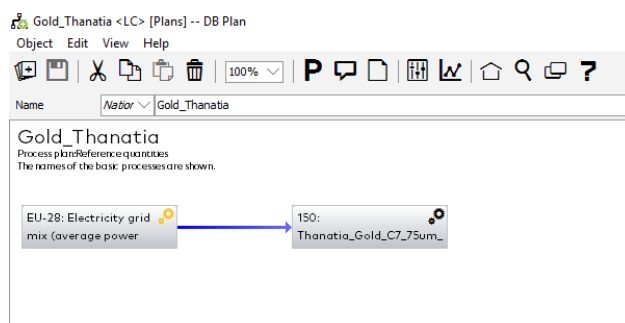 Gold_Thanatia <LC> [Plans] -- DB Plan
Object Edit View Help
100% P ?
Name Nation Gold_Thanatia
Gold_Thanatia
Process plan:Reference quantities
The names of the basic processes are shown.
EU-28: Electricity grid
mix (average power
150:
Thanatia_Gold_C7_75um_